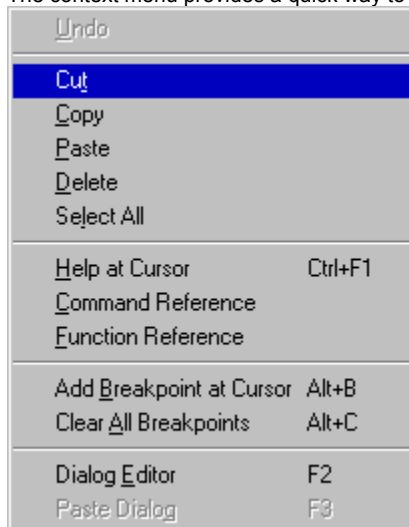 The context menu provides a quick way to
Undo
Cut
Copy
Paste
Delete
Select All
Help at Cursor Ctrl+F1
Command Reference
Function Reference
Add Breakpoint at Cursor Alt+B
Clear All Breakpoints Alt+C
Dialog Editor F2
Paste Dialog F3